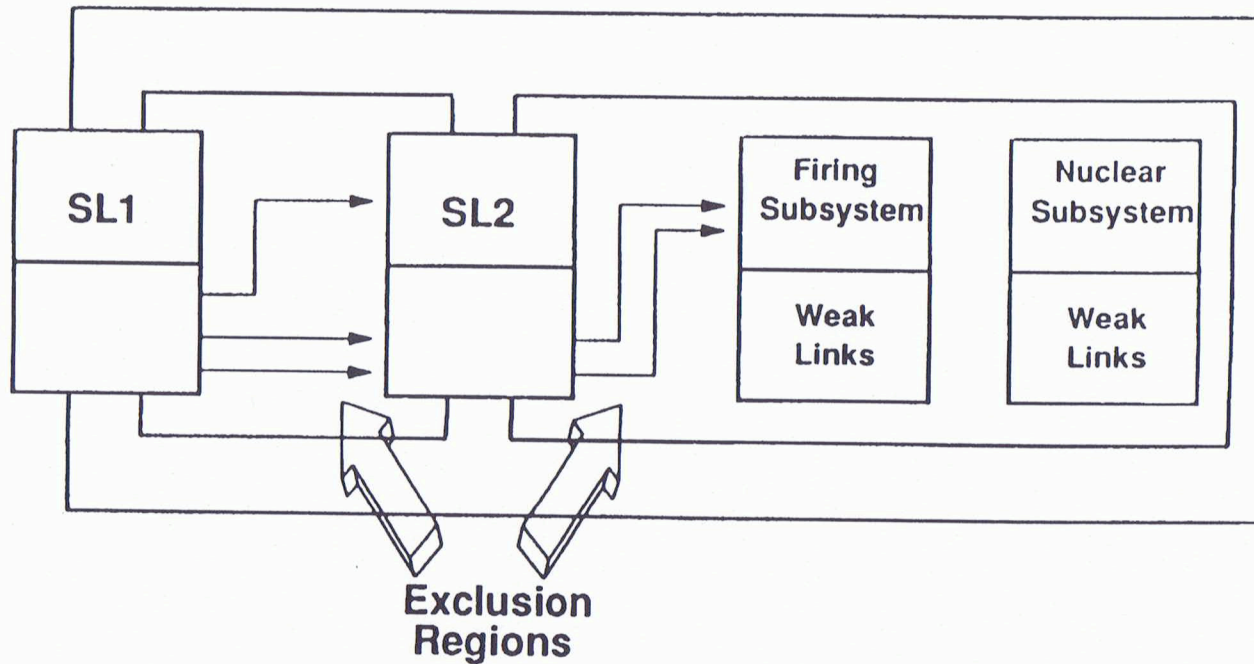 SL1
SL2
Firing
Subsystem
Weak
Links
Nuclear
Subsystem
Weak
Links
Exclusion
Regions